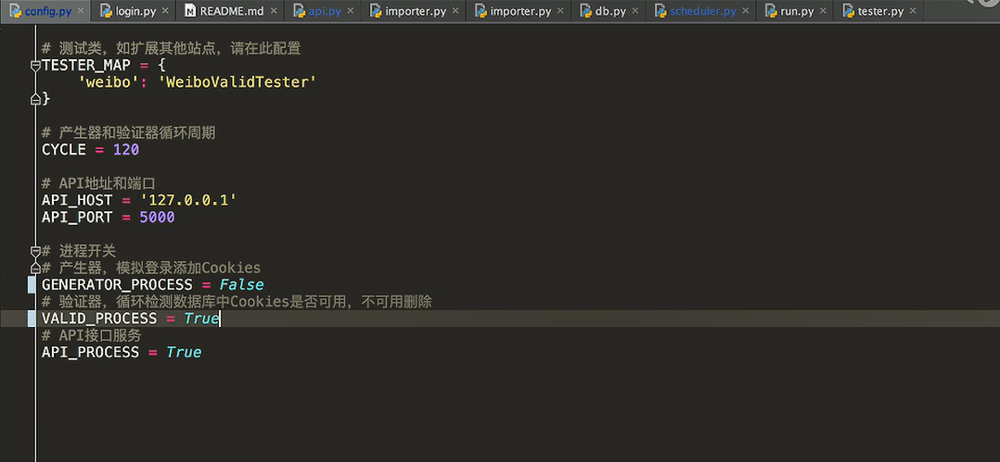 config.py login.py README.md api.py importer.py importer.py db.py scheduler.py run.py tester.py
# 测试类，如扩展其他站点，请在此配置
TESTER_MAP = {
'weibo': 'WeiboValidTester'
}
# 产生器和验证器循环周期
CYCLE = 120
# API地址和端口
API_HOST = '127.0.0.1'
API_PORT = 5000
# 进程开关
# 产生器，模拟登录添加Cookies
GENERATOR_PROCESS = False
# 验证器，循环检测数据库中Cookies是否可用，不可用删除
VALID_PROCESS = True
# API接口服务
API_PROCESS = True